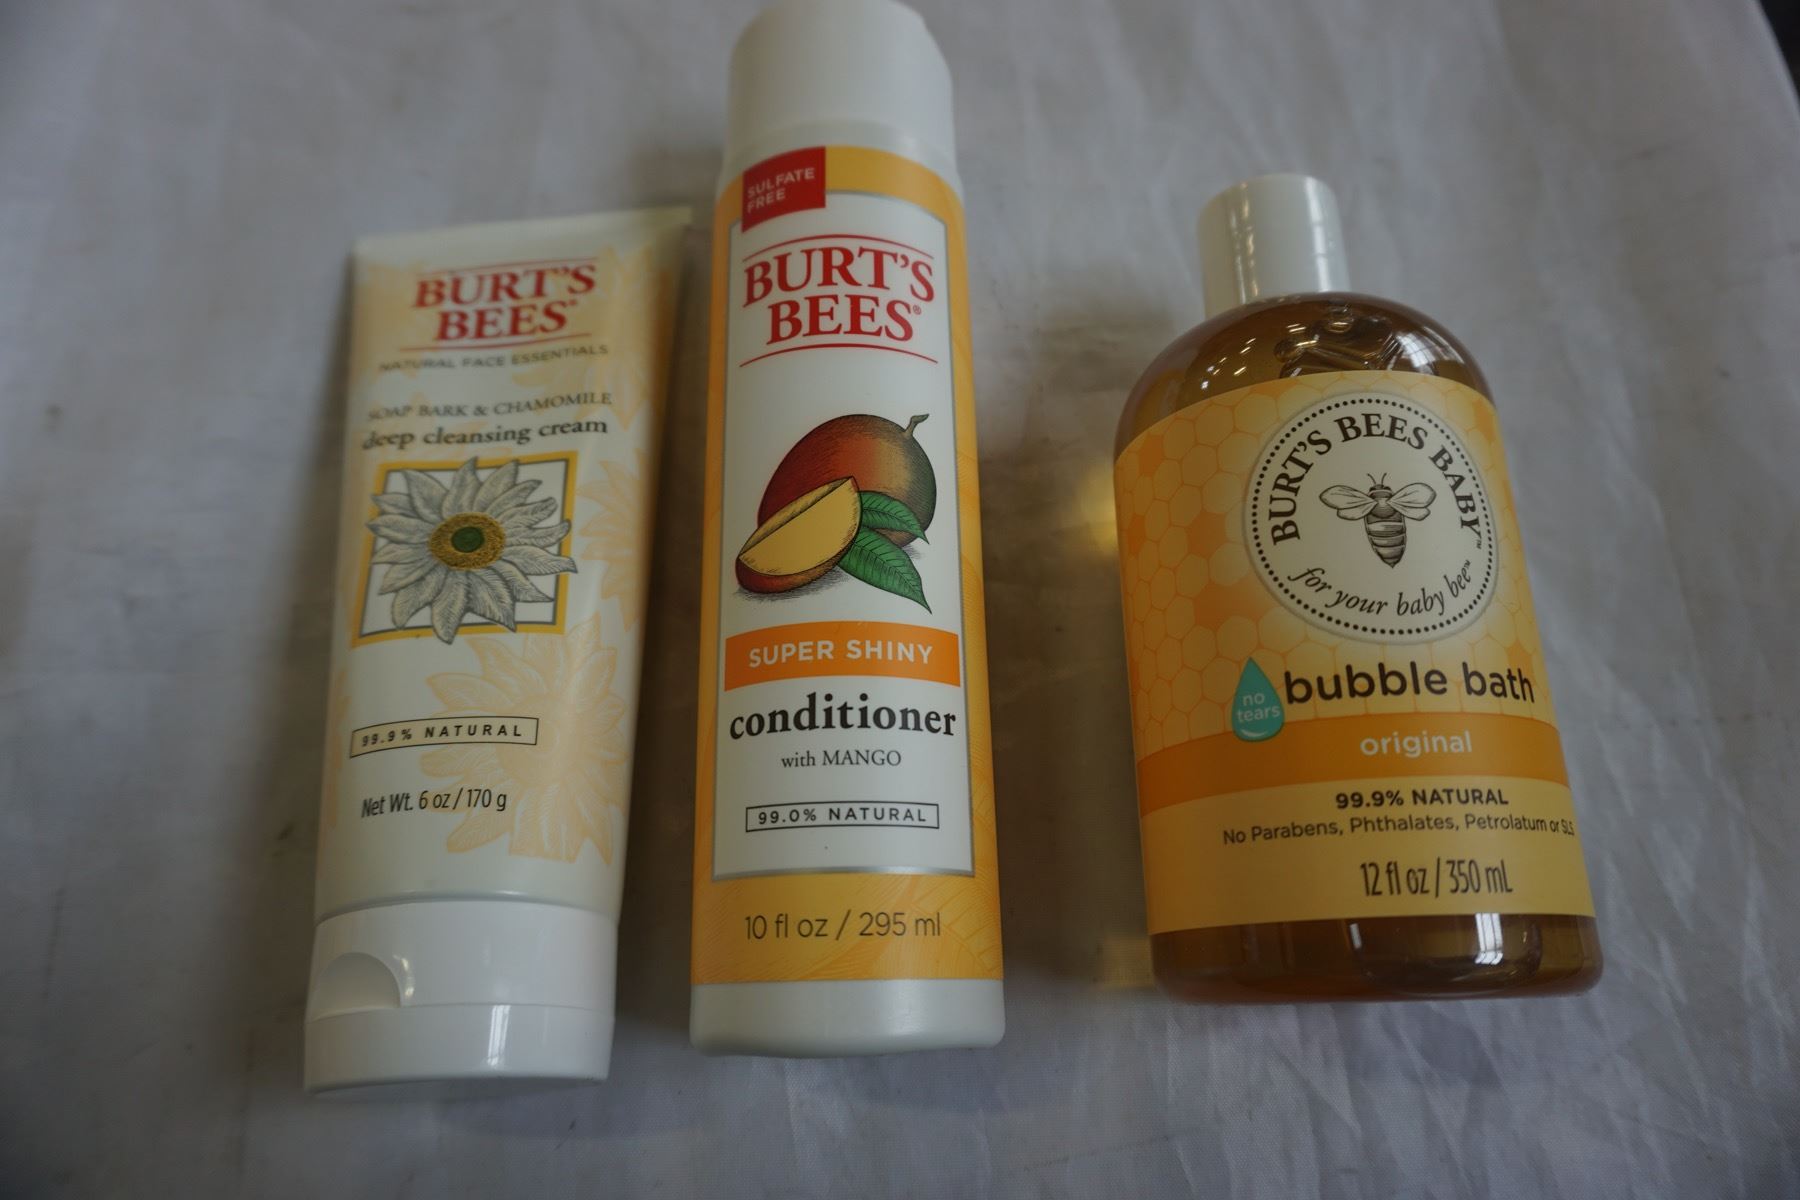 BURT'S
BEES®
NATURAL FACE ESSENTIALS
SOAP BARK & CHAMOMILE
deep cleansing cream
99.9% NATURAL
Net Wt. 6 oz / 170 g
SULFATE
FREE
BURT'S
BEES®
SUPER SHINY
conditioner
with MANGO
99.0% NATURAL
10 fl oz / 295 ml
BURT'S BEES BABY™
for your baby bee™
no
tears
bubble bath
original
99.9% NATURAL
No Parabens, Phthalates, Petrolatum or SLS
12 fl oz / 350 mL